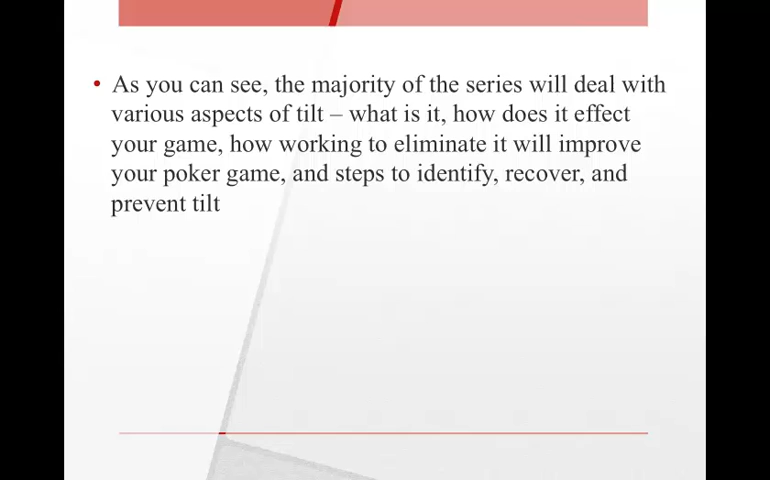 • As you can see, the majority of the series will deal with
various aspects of tilt – what is it, how does it effect
your game, how working to eliminate it will improve
your poker game, and steps to identify, recover, and
prevent tilt